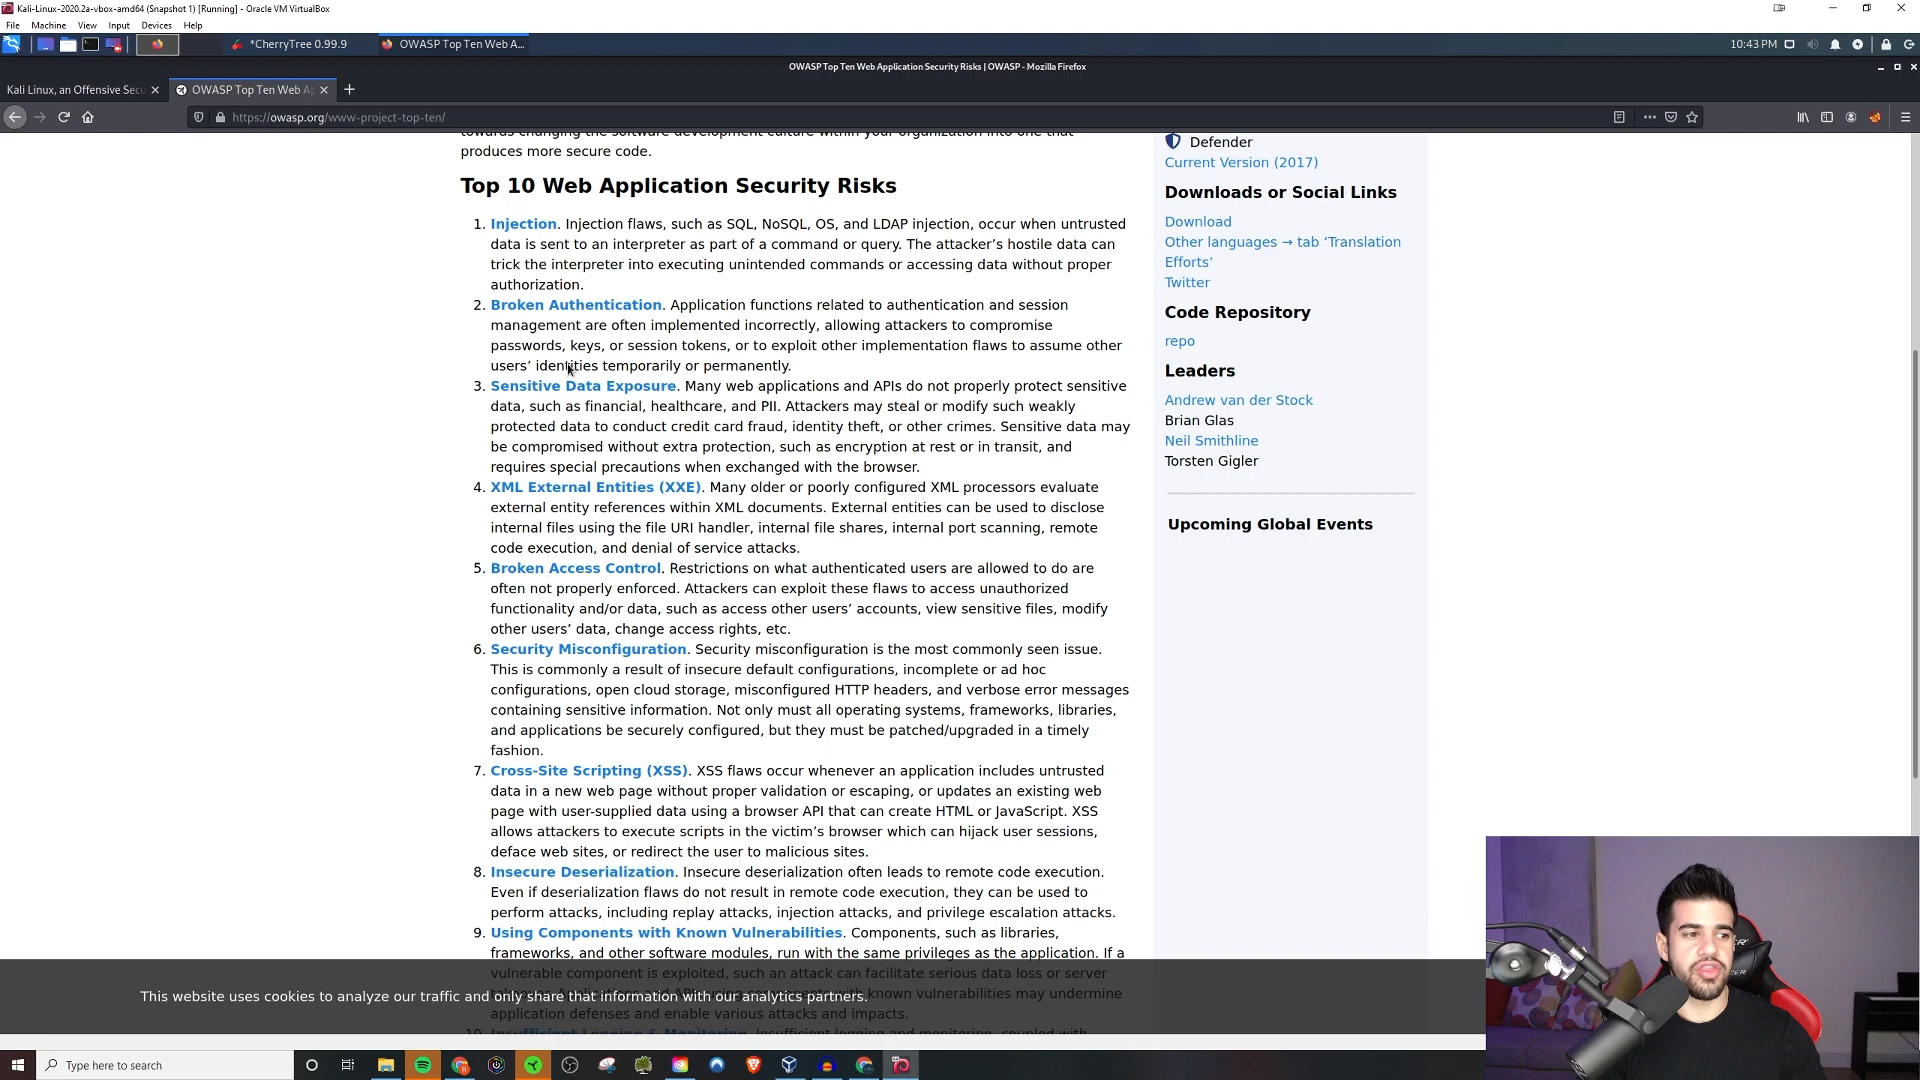 Kali-Linux-2020.2a-vbox-amd64 (Snapshot 1) [Running] - Oracle VM VirtualBox
File Machine View Input Devices Help
*CherryTree 0.99.9
OWASP Top Ten Web A...
10:43 PM
OWASP Top Ten Web Application Security Risks | OWASP - Mozilla Firefox
Kali Linux, an Offensive Secu
OWASP Top Ten Web Ap
https://owasp.org/www-project-top-ten/
towards changing the software development culture within your organization into one that
produces more secure code.
Top 10 Web Application Security Risks
1. Injection. Injection flaws, such as SQL, NoSQL, OS, and LDAP injection, occur when untrusted
data is sent to an interpreter as part of a command or query. The attacker's hostile data can
trick the interpreter into executing unintended commands or accessing data without proper
authorization.
2. Broken Authentication. Application functions related to authentication and session
management are often implemented incorrectly, allowing attackers to compromise
passwords, keys, or session tokens, or to exploit other implementation flaws to assume other
users' identities temporarily or permanently.
3. Sensitive Data Exposure. Many web applications and APIs do not properly protect sensitive
data, such as financial, healthcare, and PII. Attackers may steal or modify such weakly
protected data to conduct credit card fraud, identity theft, or other crimes. Sensitive data may
be compromised without extra protection, such as encryption at rest or in transit, and
requires special precautions when exchanged with the browser.
4. XML External Entities (XXE). Many older or poorly configured XML processors evaluate
external entity references within XML documents. External entities can be used to disclose
internal files using the file URI handler, internal file shares, internal port scanning, remote
code execution, and denial of service attacks.
5. Broken Access Control. Restrictions on what authenticated users are allowed to do are
often not properly enforced. Attackers can exploit these flaws to access unauthorized
functionality and/or data, such as access other users' accounts, view sensitive files, modify
other users' data, change access rights, etc.
6. Security Misconfiguration. Security misconfiguration is the most commonly seen issue.
This is commonly a result of insecure default configurations, incomplete or ad hoc
configurations, open cloud storage, misconfigured HTTP headers, and verbose error messages
containing sensitive information. Not only must all operating systems, frameworks, libraries,
and applications be securely configured, but they must be patched/upgraded in a timely
fashion.
7. Cross-Site Scripting (XSS). XSS flaws occur whenever an application includes untrusted
data in a new web page without proper validation or escaping, or updates an existing web
page with user-supplied data using a browser API that can create HTML or JavaScript. XSS
allows attackers to execute scripts in the victim's browser which can hijack user sessions,
deface web sites, or redirect the user to malicious sites.
8. Insecure Deserialization. Insecure deserialization often leads to remote code execution.
Even if deserialization flaws do not result in remote code execution, they can be used to
perform attacks, including replay attacks, injection attacks, and privilege escalation attacks.
9. Using Components with Known Vulnerabilities. Components, such as libraries,
frameworks, and other software modules, run with the same privileges as the application. If a
vulnerable component is exploited, such an attack can facilitate serious data loss or server
known vulnerabilities may undermine
application defenses and enable various attacks and impacts.
10. Insufficient Logging & Monitoring. Insufficient logging and monitoring, coupled with
Defender
Current Version (2017)
Downloads or Social Links
Download
Other languages → tab ‘Translation
Efforts’
Twitter
Code Repository
repo
Leaders
Andrew van der Stock
Brian Glas
Neil Smithline
Torsten Gigler
Upcoming Global Events
This website uses cookies to analyze our traffic and only share that information with our analytics partners.
Type here to search